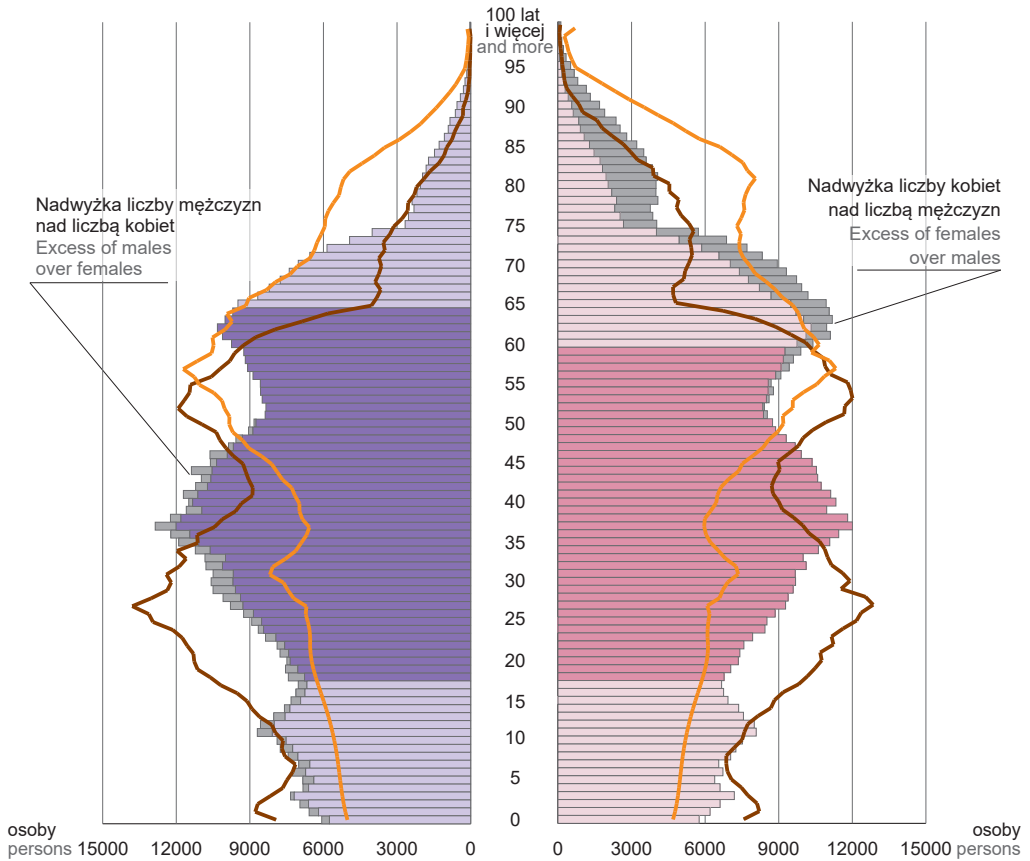 100 lat
i więcej
and more
95
90
85
80
75
70
65
60
55
50
45
40
35
30
25
20
15
10
5
0
Nadwyżka liczby mężczyzn
nad liczbą kobiet
Excess of males
over females
Nadwyżka liczby kobiet
nad liczbą mężczyzn
Excess of females
over males
osoby
persons 15000 12000 9000 6000 3000 0 0 3000 6000 9000 12000 15000 persons
osoby